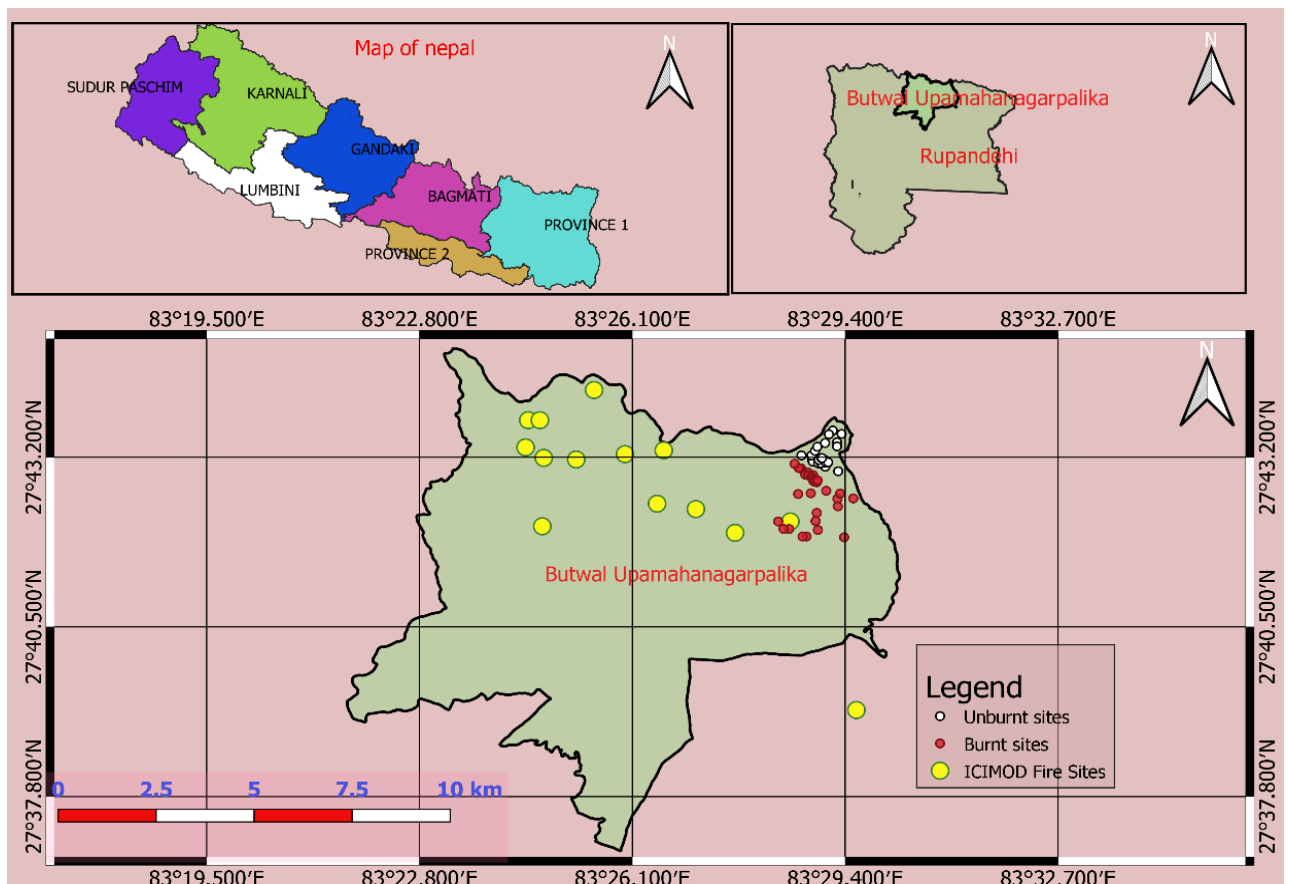 Map of nepal
N
SUDUR PASCHIM
KARNALI
GANDAKI
LUMBINI
BAGMATI
PROVINCE 1
PROVINCE 2
N
Butwal Upamahanagarpalika
Rupandehi
83°19.500'E 83°22.800'E 83°26.100'E 83°29.400'E 83°32.700'E
N
27°43.200'N 27°43.200'N
Butwal Upamahanagarpalika
27°40.500'N 27°40.500'N
Legend
Unburnt sites
Burnt sites
ICIMOD Fire Sites
27°37.800'N 27°37.800'N
0 2.5 5 7.5 10 km
83°19.500'E 83°22.800'E 83°26.100'E 83°29.400'E 83°32.700'E